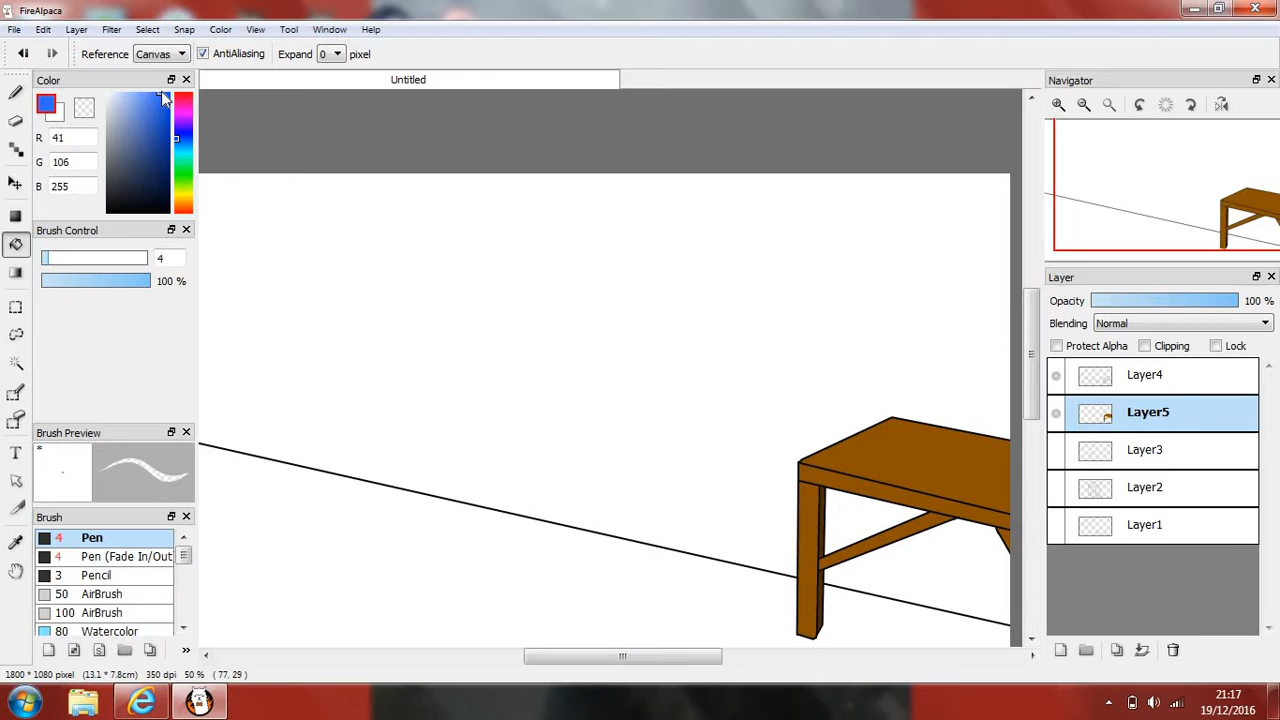 FireAlpaca
File Edit Layer Filter Select Snap Color View Tool Window Help
Reference Canvas AntiAliasing Expand 0 pixel
Color
Untitled
Navigator
R 41
G 106
B 255
Brush Control
4
100 %
Layer
Opacity 100 %
Blending Normal
Protect Alpha Clipping Lock
Layer4
Layer5
Layer3
Layer2
Layer1
Brush Preview
*
Brush
4 Pen
4 Pen (Fade In/Out
3 Pencil
50 AirBrush
100 AirBrush
80 Watercolor
1800 * 1080 pixel (13.1 * 7.8cm) 350 dpi 50 % ( 77, 29 )
21:17
19/12/2016